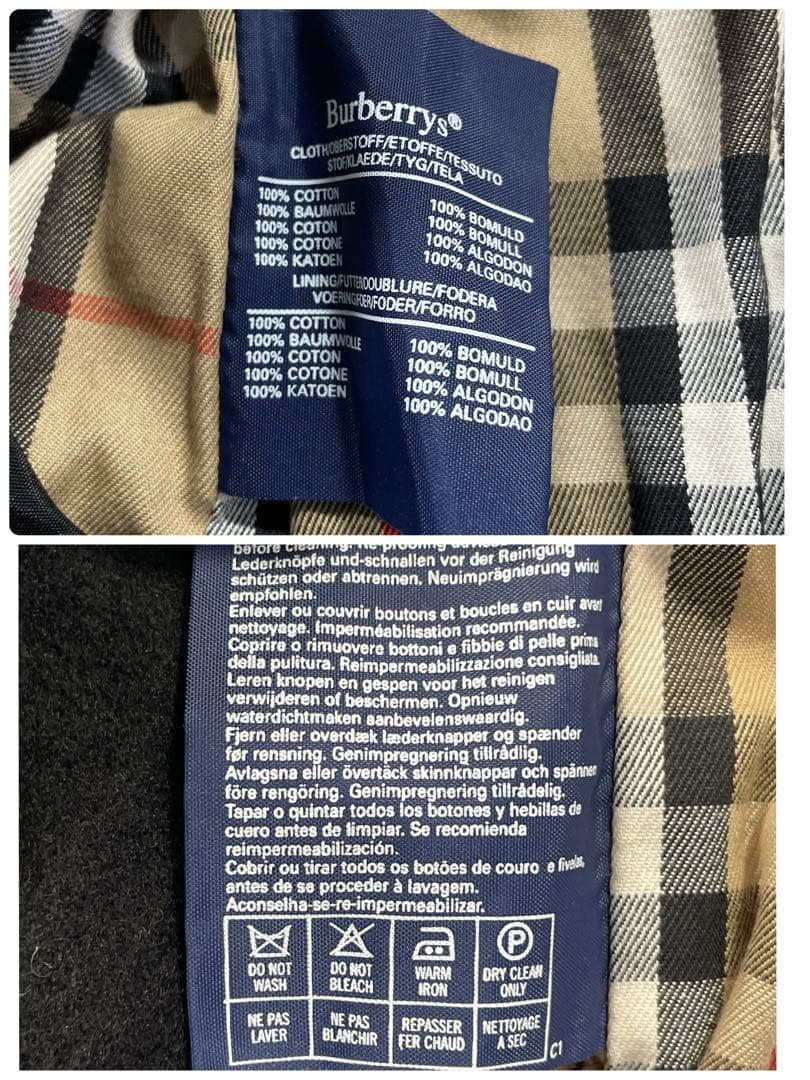 Burberrys®
CLOTH/OBERSTOFF/ETOFFE/TESSUTO
STOF/KLAEDE/TYG/TELA
100% COTTON
100% BAUMWOLLE
100% COTON
100% COTONE
100% KATOEN
100% BOMULD
100% BOMULL
100% ALGODON
100% ALGODAO
LINING/FUTTER/DOUBLURE/FODERA
VOERING/FOER/FODER/FORRO
100% COTTON
100% BAUMWOLLE
100% COTON
100% COTONE
100% KATOEN
100% BOMULD
100% BOMULL
100% ALGODON
100% ALGODAO
before cleaning. Re-proofing
Lederknöpfe und-schnallen vor der Reinigung
schützen oder abtrennen. Neuimprägnierung wird
empfohlen.
Enlever ou couvrir boutons et boucles en cuir avant
nettoyage. Imperméabilisation recommandée.
Coprire o rimuovere bottoni e fibbie di pelle prima
della pulitura. Reimpermeabilizzazione consigliata.
Leren knopen en gespen voor het reinigen
verwijderen of beschermen. Opnieuw
waterdichtmaken aanbevelenswaardig.
Fjern eller overdæk læderknapper og spænder
før rensning. Genimpregnering tillrådlig.
Avlagsna eller övertäck skinnknappar och spännen
före rengöring. Genimpregnering tillrådelig.
Tapar o quintar todos los botones y hebillas de
cuero antes de limpiar. Se recomienda
reimpermeabilización.
Cobrir ou tirar todos os botões de couro e fivelas,
antes de se proceder à lavagem.
Aconselha-se-re-impermeabilizar.
DO NOT
WASH
DO NOT
BLEACH
WARM
IRON
P
DRY CLEAN
ONLY
NE PAS
LAVER
NE PAS
BLANCHIR
REPASSER
FER CHAUD
NETTOYAGE
A SEC
C1